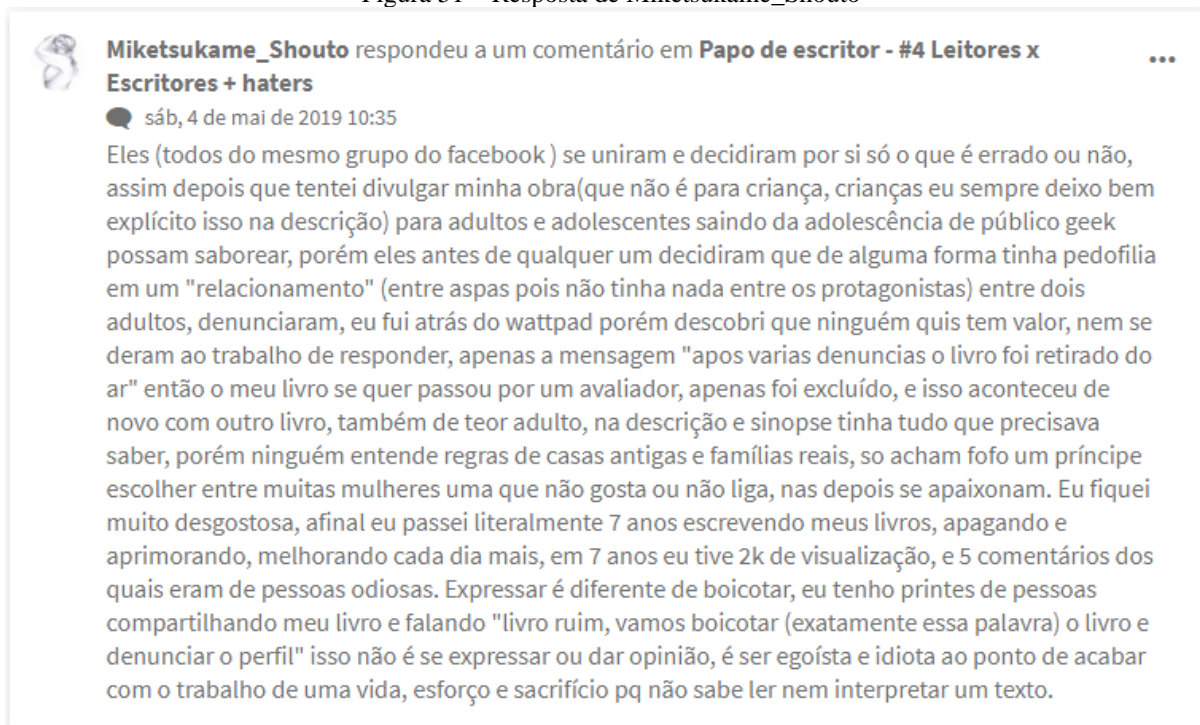 Figura 31 – Resposta de Miketsukame_Shouto
Miketsukame_Shouto respondeu a um comentário em Papo de escritor - #4 Leitores x
Escritores + haters
sáb, 4 de mai de 2019 10:35
Eles (todos do mesmo grupo do facebook ) se uniram e decidiram por si só o que é errado ou não,
assim depois que tentei divulgar minha obra(que não é para criança, crianças eu sempre deixo bem
explícito isso na descrição) para adultos e adolescentes saindo da adolescência de público geek
possam saborear, porém eles antes de qualquer um decidiram que de alguma forma tinha pedofilia
em um "relacionamento" (entre aspas pois não tinha nada entre os protagonistas) entre dois
adultos, denunciaram, eu fui atrás do wattpad porém descobri que ninguém quis tem valor, nem se
deram ao trabalho de responder, apenas a mensagem "apos varias denuncias o livro foi retirado do
ar" então o meu livro se quer passou por um avaliador, apenas foi excluído, e isso aconteceu de
novo com outro livro, também de teor adulto, na descrição e sinopse tinha tudo que precisava
saber, porém ninguém entende regras de casas antigas e famílias reais, so acham fofo um príncipe
escolher entre muitas mulheres uma que não gosta ou não liga, nas depois se apaixonam. Eu fiquei
muito desgostosa, afinal eu passei literalmente 7 anos escrevendo meus livros, apagando e
aprimorando, melhorando cada dia mais, em 7 anos eu tive 2k de visualização, e 5 comentários dos
quais eram de pessoas odiosas. Expressar é diferente de boicotar, eu tenho printes de pessoas
compartilhando meu livro e falando "livro ruim, vamos boicotar (exatamente essa palavra) o livro e
denunciar o perfil" isso não é se expressar ou dar opinião, é ser egoísta e idiota ao ponto de acabar
com o trabalho de uma vida, esforço e sacrifício pq não sabe ler nem interpretar um texto.